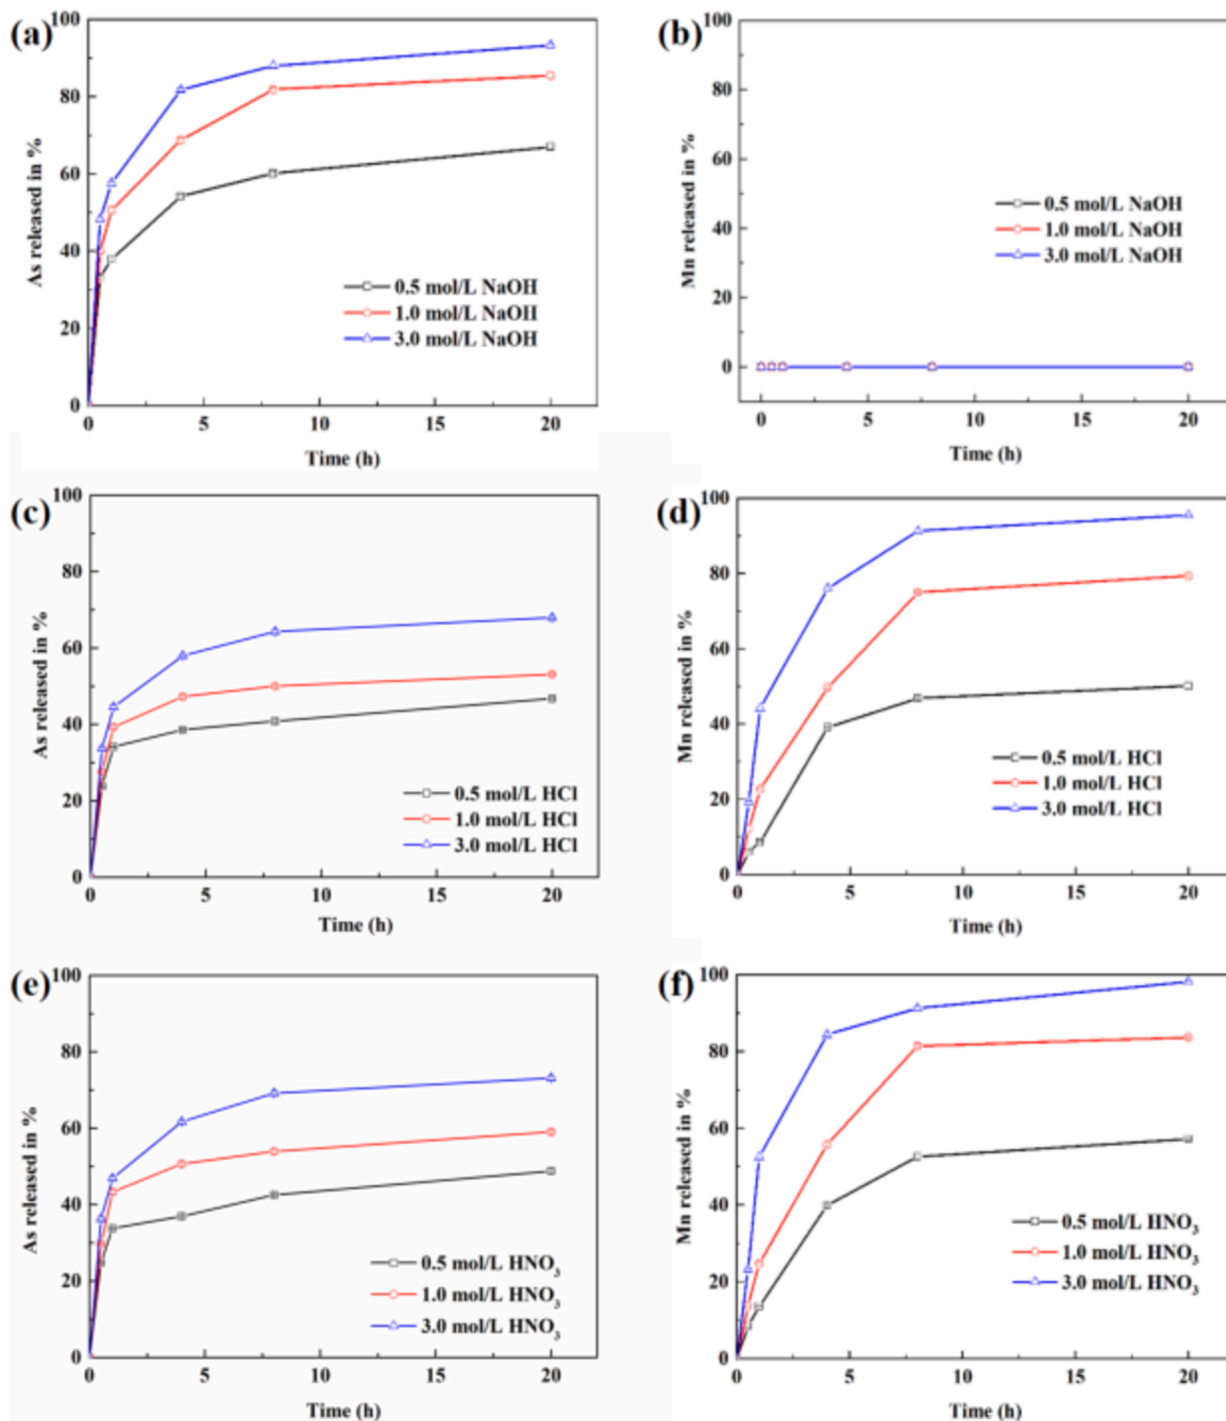 (a)
100
80
60
40
20
0
As released in %
0.5 mol/L NaOH
1.0 mol/L NaOH
3.0 mol/L NaOH
0 5 10 15 20
Time (h)
(b)
100
80
60
40
20
0
Mn released in %
0.5 mol/L NaOH
1.0 mol/L NaOH
3.0 mol/L NaOH
0 5 10 15 20
Time (h)
(c)
100
80
60
40
20
0
As released in %
0.5 mol/L HCl
1.0 mol/L HCl
3.0 mol/L HCl
0 5 10 15 20
Time (h)
(d)
100
80
60
40
20
0
Mn released in %
0.5 mol/L HCl
1.0 mol/L HCl
3.0 mol/L HCl
0 5 10 15 20
Time (h)
(e)
100
80
60
40
20
0
As released in %
0.5 mol/L HNO₃
1.0 mol/L HNO₃
3.0 mol/L HNO₃
0 5 10 15 20
Time (h)
(f)
100
80
60
40
20
0
Mn released in %
0.5 mol/L HNO₃
1.0 mol/L HNO₃
3.0 mol/L HNO₃
0 5 10 15 20
Time (h)